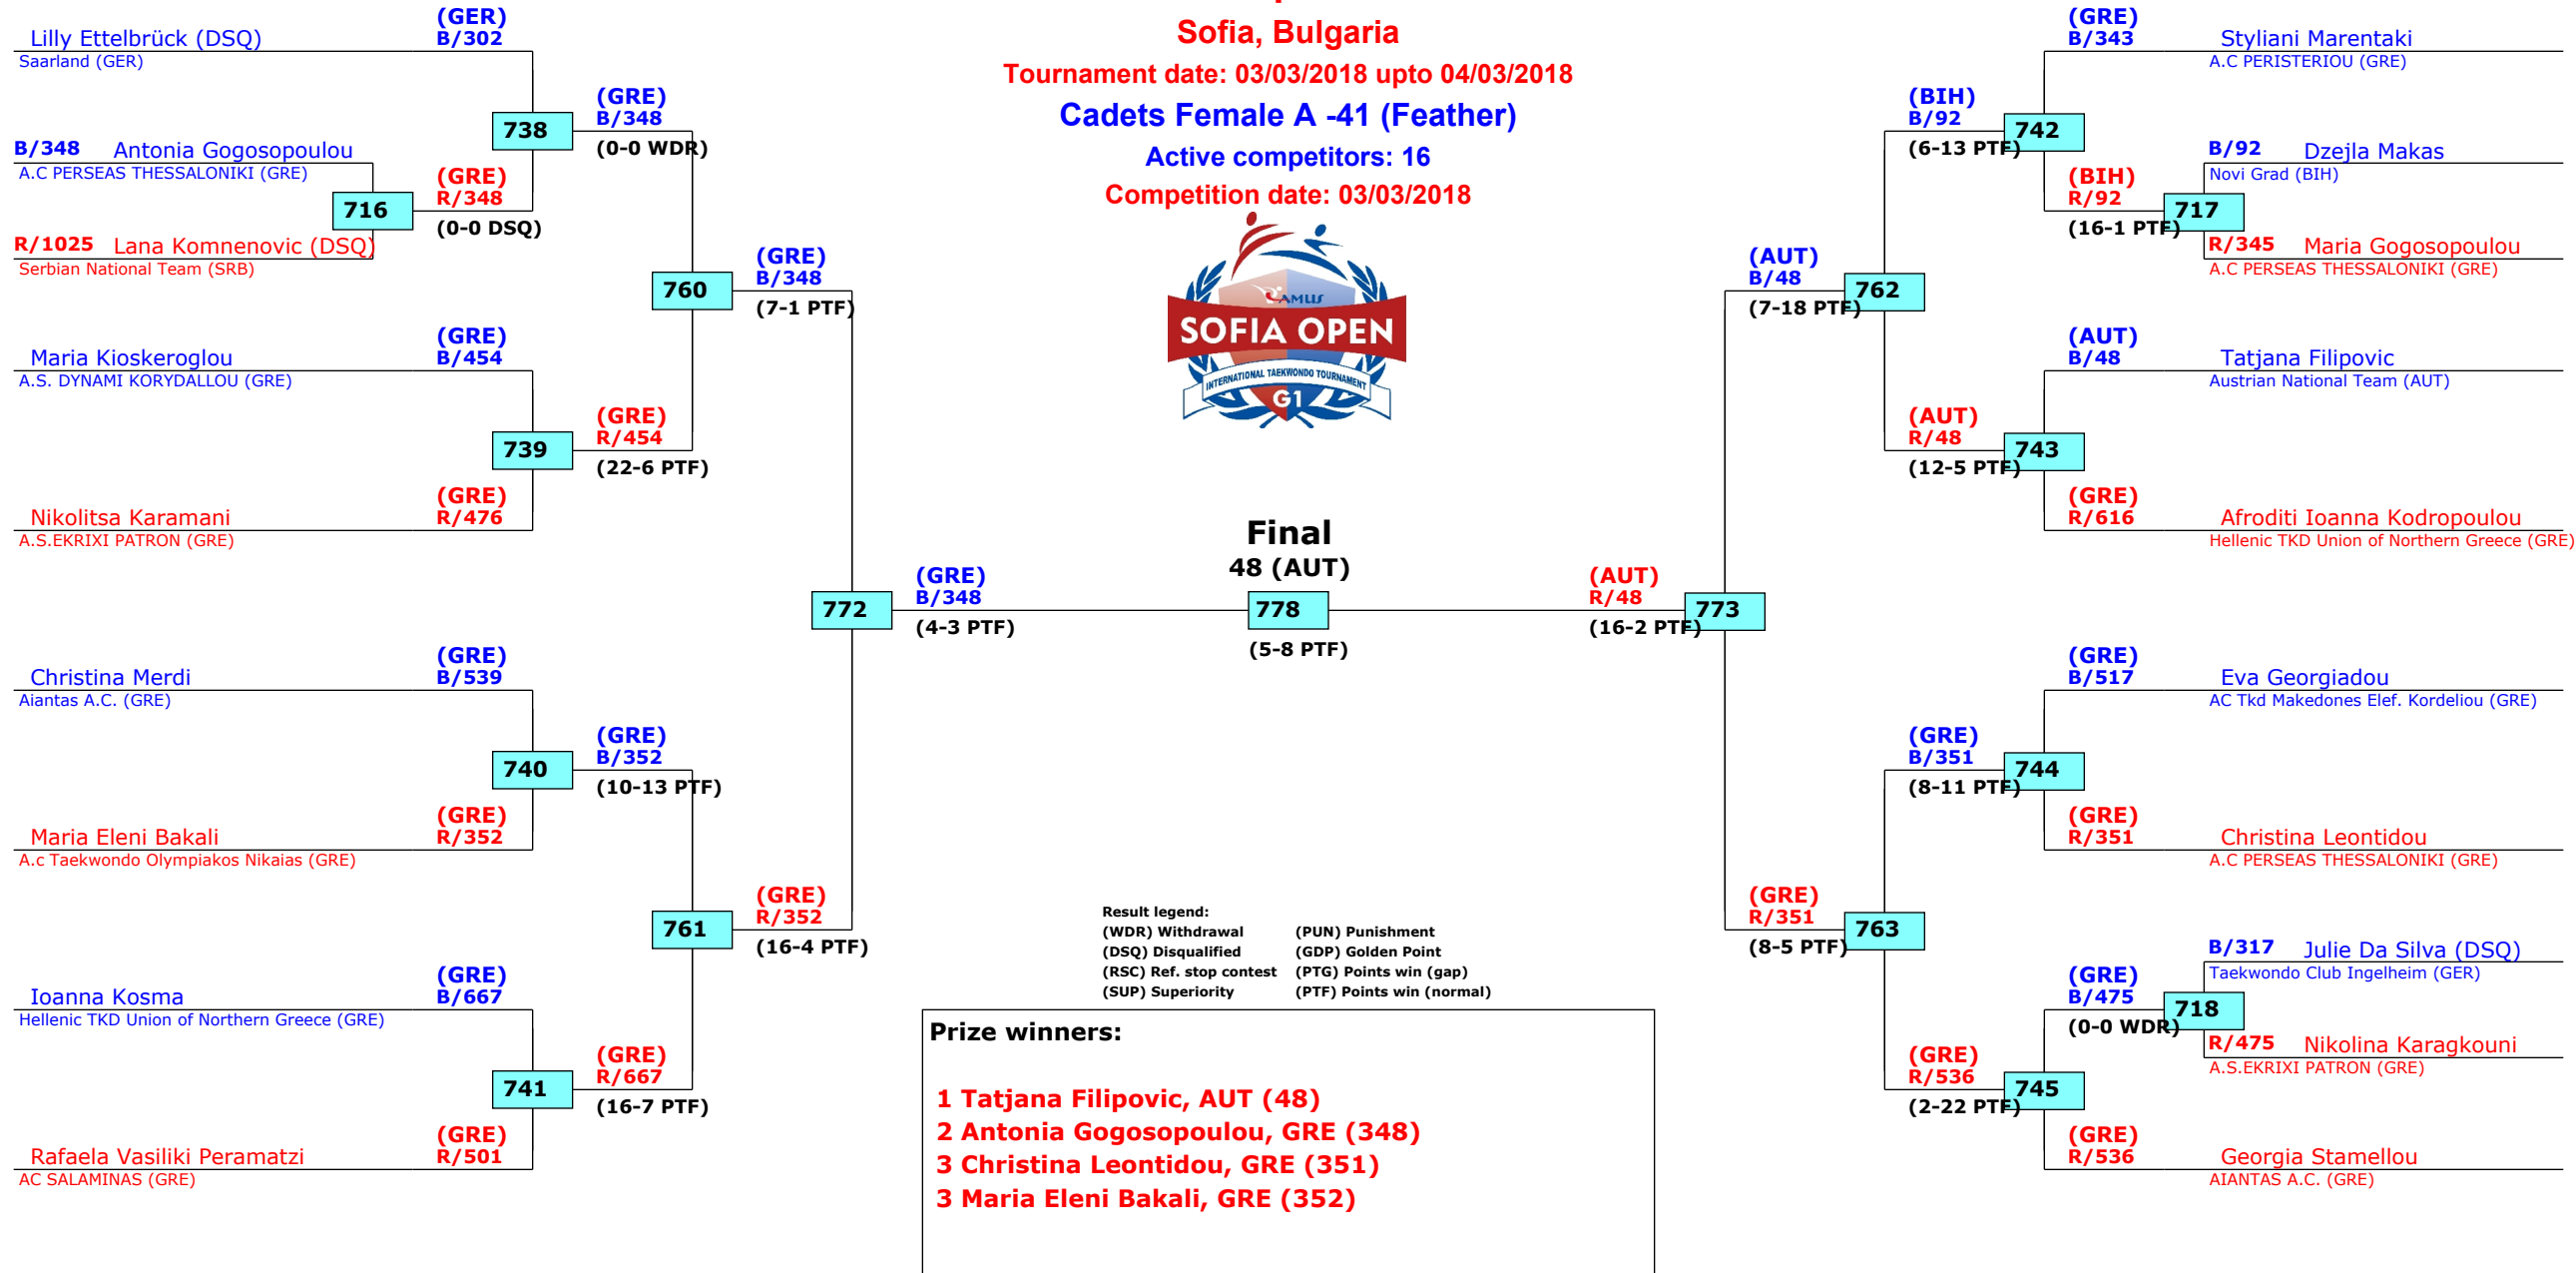 Sofia, Bulgaria
Tournament date: 03/03/2018 upto 04/03/2018
Cadets Female A -41 (Feather)
Active competitors: 16
Competition date: 03/03/2018
RAMUS
SOFIA OPEN
INTERNATIONAL TAEKWONDO TOURNAMENT
G1
(GER)
Lilly Ettelbrück (DSQ) B/302
Saarland (GER)
738
(GRE)
B/348
(0-0 WDR)
B/348 Antonia Gogosopoulou
A.C PERSEAS THESSALONIKI (GRE)
716
(GRE)
R/348
(0-0 DSQ)
R/1025 Lana Komnenovic (DSQ)
Serbian National Team (SRB)
760
(GRE)
B/348
(7-1 PTF)
(GRE)
Maria Kioskeroglou B/454
A.S. DYNAMI KORYDALLOU (GRE)
739
(GRE)
R/454
(22-6 PTF)
(GRE)
Nikolitsa Karamani R/476
A.S.EKRIXI PATRON (GRE)
772
(GRE)
B/348
(4-3 PTF)
(GRE)
Christina Merdi B/539
Aiantas A.C. (GRE)
740
(GRE)
B/352
(10-13 PTF)
(GRE)
Maria Eleni Bakali R/352
A.c Taekwondo Olympiakos Nikaias (GRE)
761
(GRE)
R/352
(16-4 PTF)
(GRE)
Ioanna Kosma B/667
Hellenic TKD Union of Northern Greece (GRE)
741
(GRE)
R/667
(16-7 PTF)
(GRE)
Rafaela Vasiliki Peramatzi R/501
AC SALAMINAS (GRE)
Final
48 (AUT)
778
(5-8 PTF)
(GRE)
B/343 Styliani Marentaki
A.C PERISTERIOU (GRE)
(BIH)
B/92
(6-13 PTF)
742
B/92 Dzejla Makas
Novi Grad (BIH)
(BIH)
R/92
(16-1 PTF)
717
R/345 Maria Gogosopoulou
A.C PERSEAS THESSALONIKI (GRE)
(AUT)
B/48
(7-18 PTF)
762
(AUT)
B/48 Tatjana Filipovic
Austrian National Team (AUT)
(AUT)
R/48
(12-5 PTF)
743
(GRE)
R/616 Afroditi Ioanna Kodropoulou
Hellenic TKD Union of Northern Greece (GRE)
(AUT)
R/48
(16-2 PTF)
773
(GRE)
B/517 Eva Georgiadou
AC Tkd Makedones Elef. Kordeliou (GRE)
(GRE)
B/351
(8-11 PTF)
744
(GRE)
R/351 Christina Leontidou
A.C PERSEAS THESSALONIKI (GRE)
(GRE)
R/351
(8-5 PTF)
763
B/317 Julie Da Silva (DSQ)
Taekwondo Club Ingelheim (GER)
(GRE)
B/475
(0-0 WDR)
718
R/475 Nikolina Karagkouni
A.S.EKRIXI PATRON (GRE)
(GRE)
R/536
(2-22 PTF)
745
(GRE)
R/536 Georgia Stamellou
AIANTAS A.C. (GRE)
Result legend:
(WDR) Withdrawal (PUN) Punishment
(DSQ) Disqualified (GDP) Golden Point
(RSC) Ref. stop contest (PTG) Points win (gap)
(SUP) Superiority (PTF) Points win (normal)
Prize winners:
1 Tatjana Filipovic, AUT (48)
2 Antonia Gogosopoulou, GRE (348)
3 Christina Leontidou, GRE (351)
3 Maria Eleni Bakali, GRE (352)